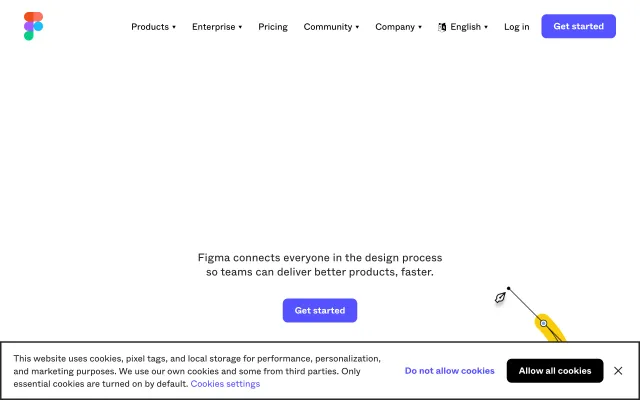 Products Enterprise Pricing Community Company English Log in Get started
Figma connects everyone in the design process
so teams can deliver better products, faster.
Get started
This website uses cookies, pixel tags, and local storage for performance, personalization,
and marketing purposes. We use our own cookies and some from third parties. Only
essential cookies are turned on by default. Cookies settings
Do not allow cookies
Allow all cookies